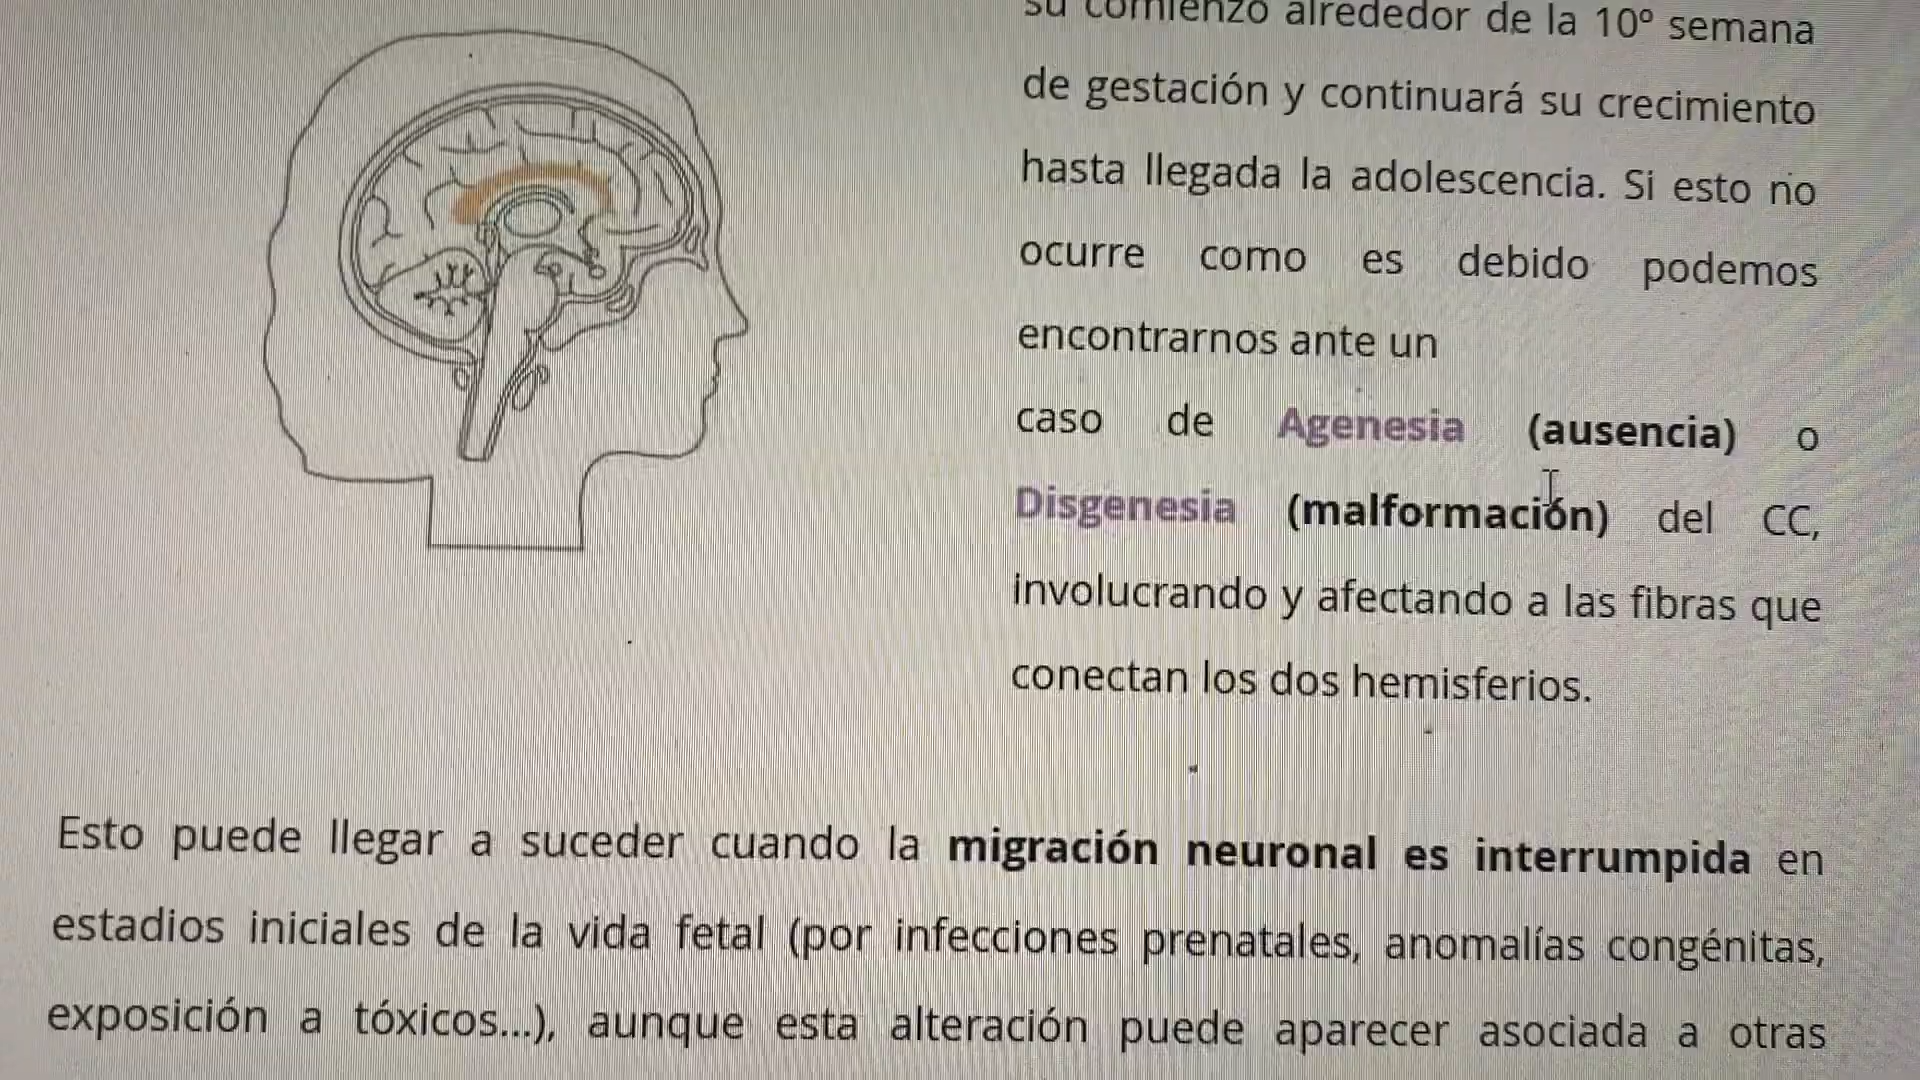 su comienzo alrededor de la 10º semana
de gestación y continuará su crecimiento
hasta llegada la adolescencia. Si esto no
ocurre como es debido podemos
encontrarnos ante un
caso de Agenesia (ausencia) o
Disgenesia (malformación) del CC,
involucrando y afectando a las fibras que
conectan los dos hemisferios.
Esto puede llegar a suceder cuando la migración neuronal es interrumpida en
estadios iniciales de la vida fetal (por infecciones prenatales, anomalías congénitas,
exposición a tóxicos...), aunque esta alteración puede aparecer asociada a otras